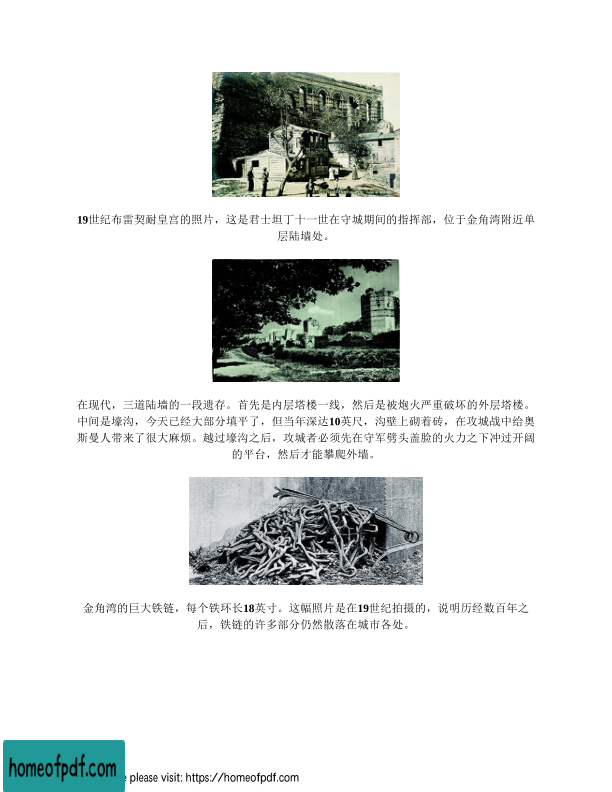 19世纪布雷契耐皇宫的照片，这是君士坦丁十一世在守城期间的指挥部，位于金角湾附近单
层陆墙处。
在现代，三道陆墙的一段遗存。首先是内层塔楼一线，然后是被炮火严重破坏的外层塔楼。
中间是壕沟，今天已经大部分填平了，但当年深达10英尺，沟壁上砌着砖，在攻城战中给奥
斯曼人带来了很大麻烦。越过壕沟之后，攻城者必须先在守军劈头盖脸的火力之下冲过开阔
的平台，然后才能攀爬外墙。
金角湾的巨大铁链，每个铁环长18英寸。这幅照片是在19世纪拍摄的，说明历经数百年之
后，铁链的许多部分仍然散落在城市各处。
homeofpdf.com
e please visit: https://homeofpdf.com